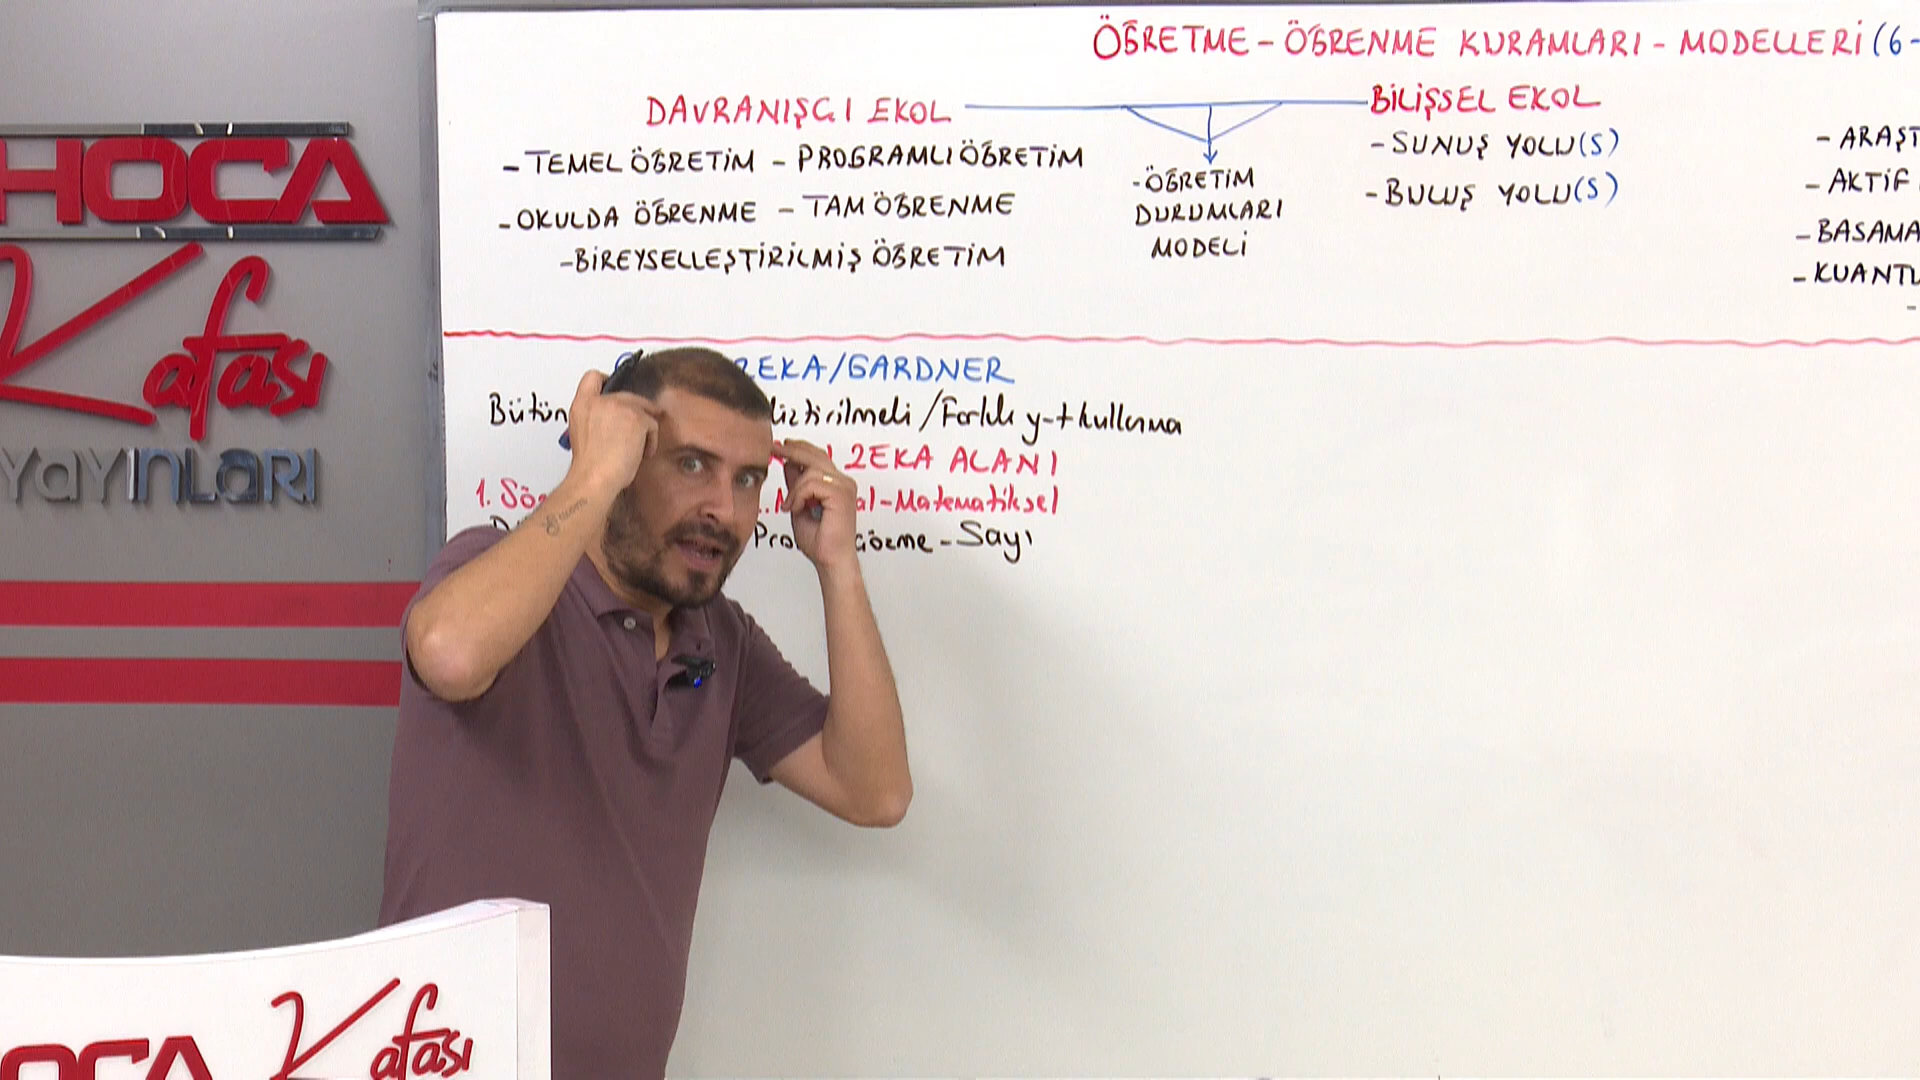 HOCA
Kafası
YaYINLaRI
ÖĞRETME - ÖĞRENME KURAMLARI - MODELLERİ (6-
DAVRANIŞÇI EKOL
BİLİŞSEL EKOL
- TEMEL ÖĞRETİM - PROGRAMLI ÖĞRETİM
- OKULDA ÖĞRENME - TAM ÖĞRENME
- BİREYSELLEŞTİRİLMİŞ ÖĞRETİM
- ÖĞRETİM
DURUMLARI
MODELİ
- SUNUŞ YOLU(S)
- BULUŞ YOLU(S)
- ARAŞT
- AKTİF
- BASAMA
- KUANTU
ZEKA/GARDNER
Bütün liştirilmeli / Farklı y-t kullanma
ZEKA ALANI
1. Söz al-Matematiksel
Pro Çözme - Sayı
OCA
Kafası